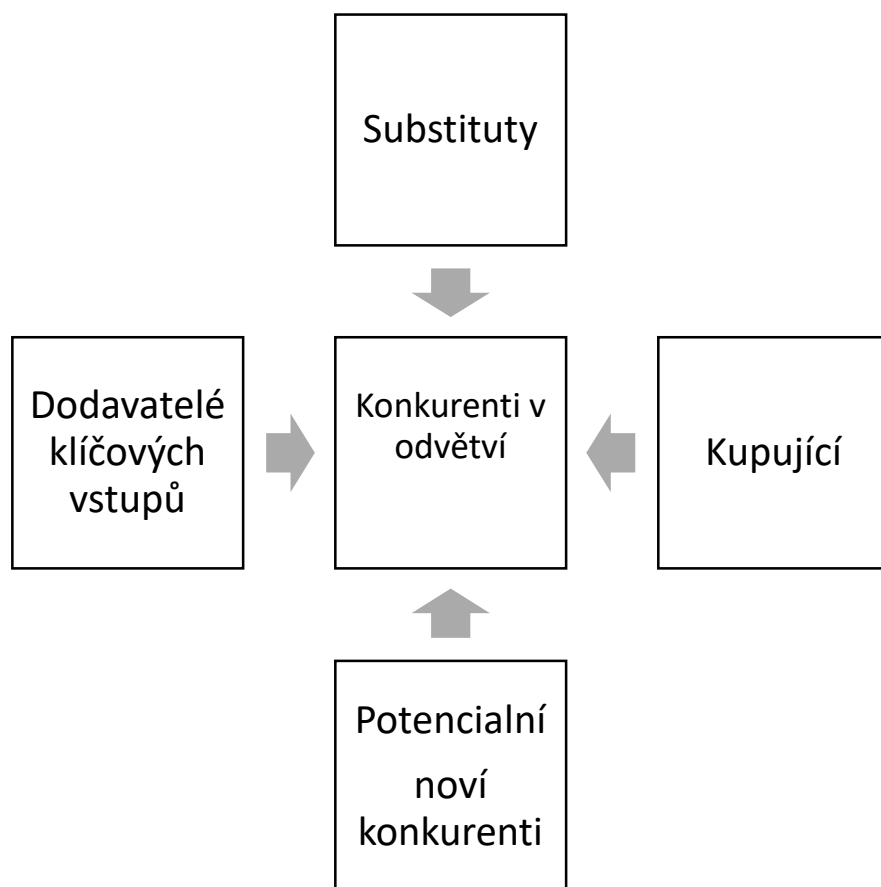 Substituty
Dodavatelé
klíčových
vstupů
Konkurenti v
odvětví
Kupující
Potencialní
noví
konkurenti